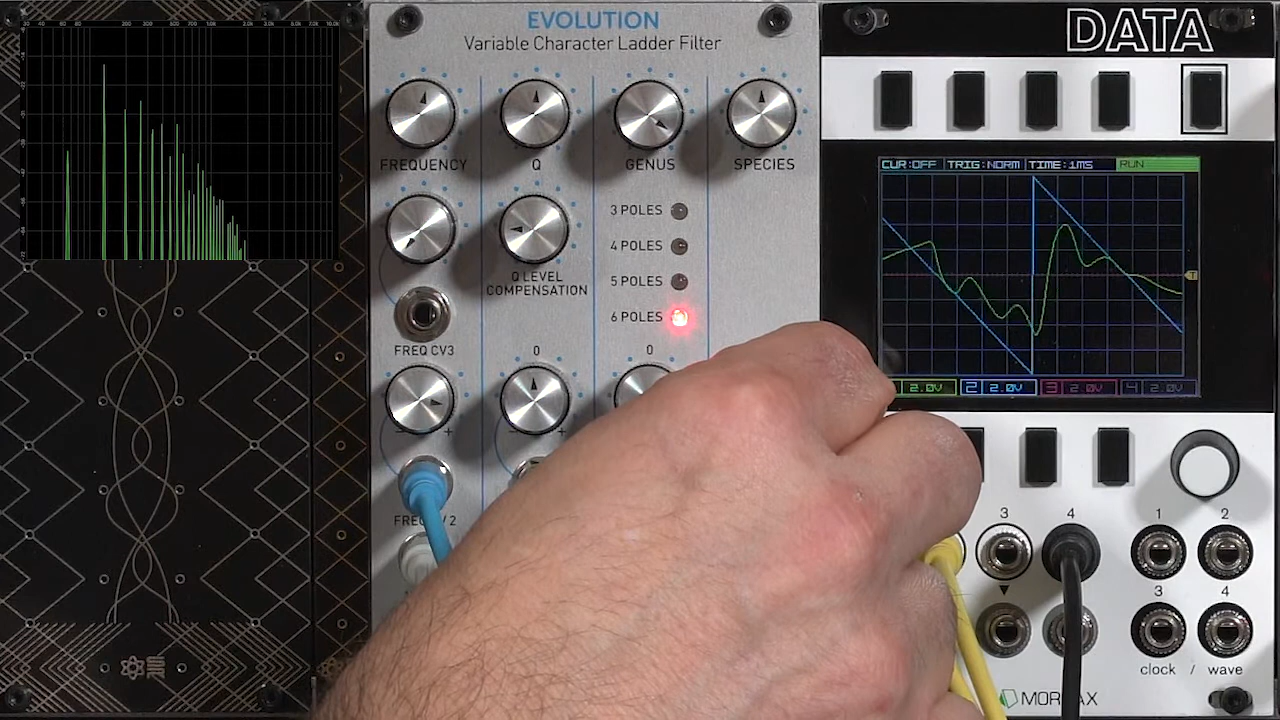 EVOLUTION
Variable Character Ladder Filter
FREQUENCY
Q
GENUS
SPECIES
Q LEVEL
COMPENSATION
3 POLES
4 POLES
5 POLES
6 POLES
FREQ CV3
0
0
− +
−
DATA
CUR:OFF TRIG:NORM TIME:1MS RUN
T
2.0V 2 2.0V 3 2.0V 4 2.0V
3 4 1 2
3 4
clock / wave